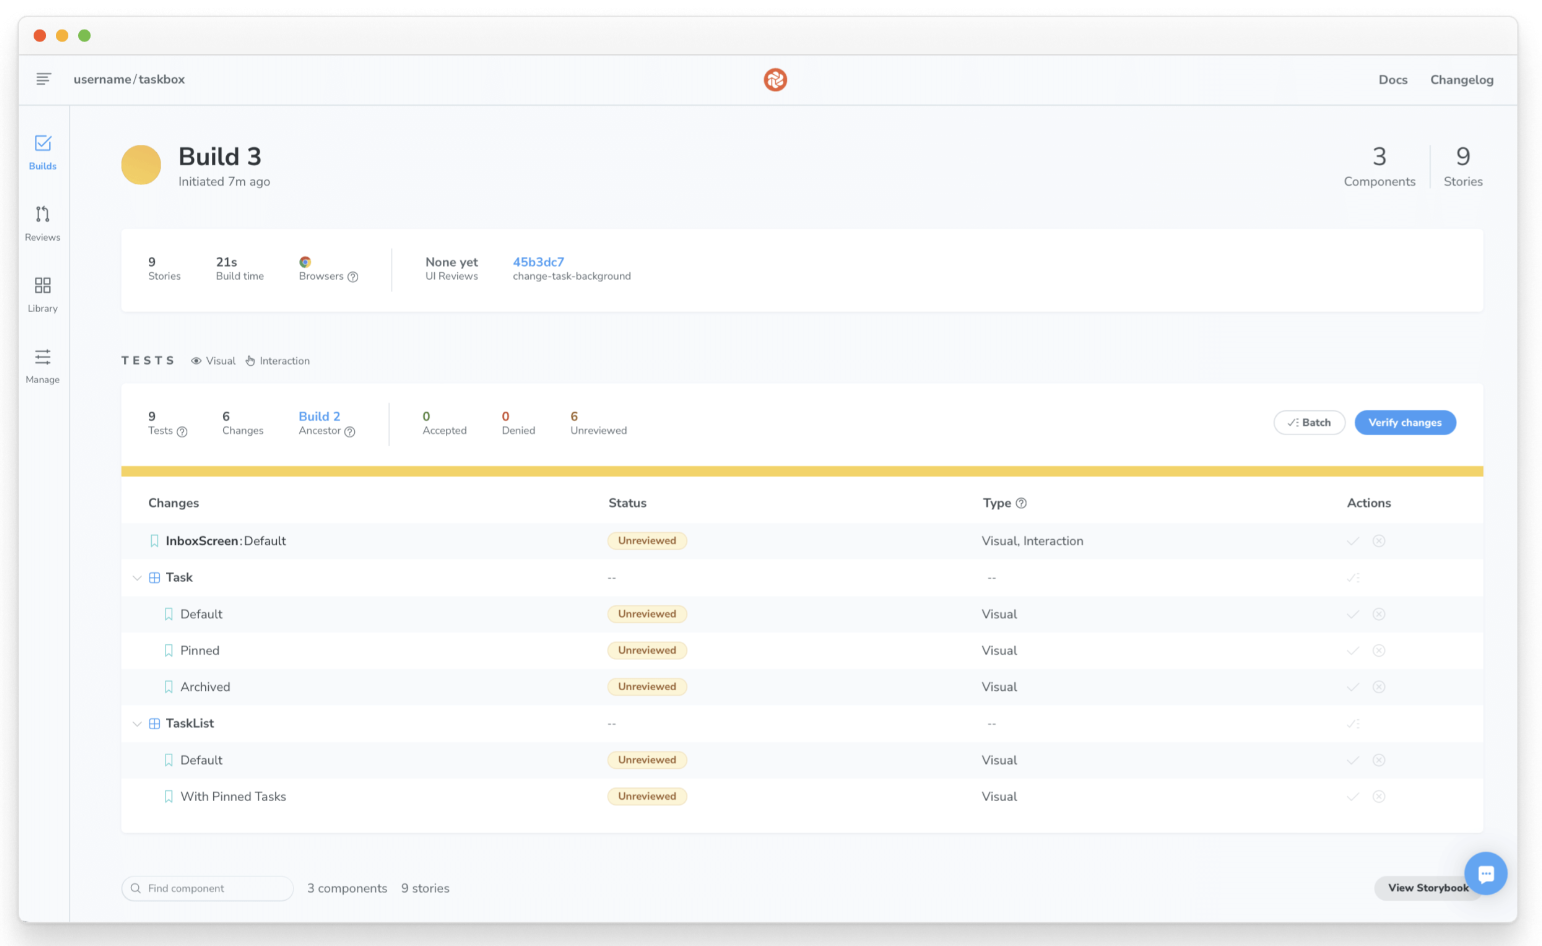 username/taskbox
Docs Changelog
Builds
Reviews
Library
Manage
Build 3
Initiated 7m ago
3 9
Components Stories
9 21s None yet 45b3dc7
Stories Build time Browsers UI Reviews change-task-background
TESTS Visual Interaction
9 6 Build 2 0 0 6
Tests Changes Ancestor Accepted Denied Unreviewed
Batch Verify changes
Changes Status Type Actions
InboxScreen:Default Unreviewed Visual, Interaction
Task -- --
Default Unreviewed Visual
Pinned Unreviewed Visual
Archived Unreviewed Visual
TaskList -- --
Default Unreviewed Visual
With Pinned Tasks Unreviewed Visual
Find component 3 components 9 stories View Storybook